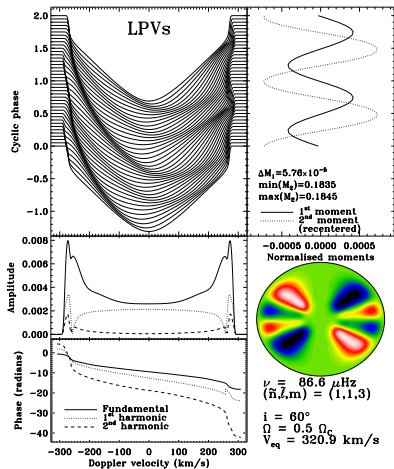 LPVs
Cyclic phase
2.0
1.5
1.0
0.5
0.0
−0.5
−1.0
ΔM₁=5.76×10⁻⁶
min(M₂)=0.1835
max(M₂)=0.1845
1st moment
2nd moment
(recentered)
−0.0005 0.0000 0.0005
Normalised moments
Amplitude
0.008
0.006
0.004
0.002
0.000
Phase (radians)
0
−10
−20
−30
−40
Fundamental
1st harmonic
2nd harmonic
−300 −200 −100 0 100 200 300
Doppler velocity (km/s)
ν = 86.6 μHz
(ñ,ℓ̃,m) = (1,1,3)
i = 60°
Ω = 0.5 Ω_C
V_eq = 320.9 km/s